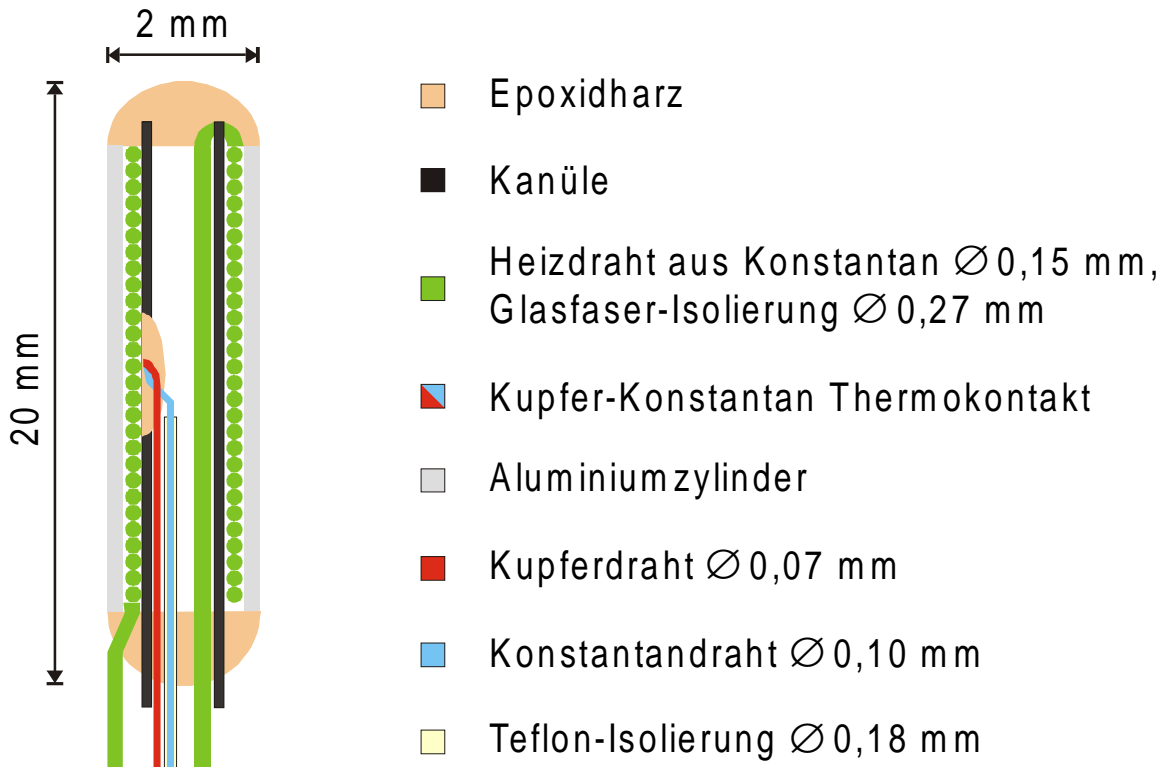 2 mm
20 mm
Epoxidharz
Kanüle
Heizdraht aus Konstantan ∅ 0,15 mm,
Glasfaser-Isolierung ∅ 0,27 mm
Kupfer-Konstantan Thermokontakt
Aluminiumzylinder
Kupferdraht ∅ 0,07 mm
Konstantandraht ∅ 0,10 mm
Teflon-Isolierung ∅ 0,18 mm